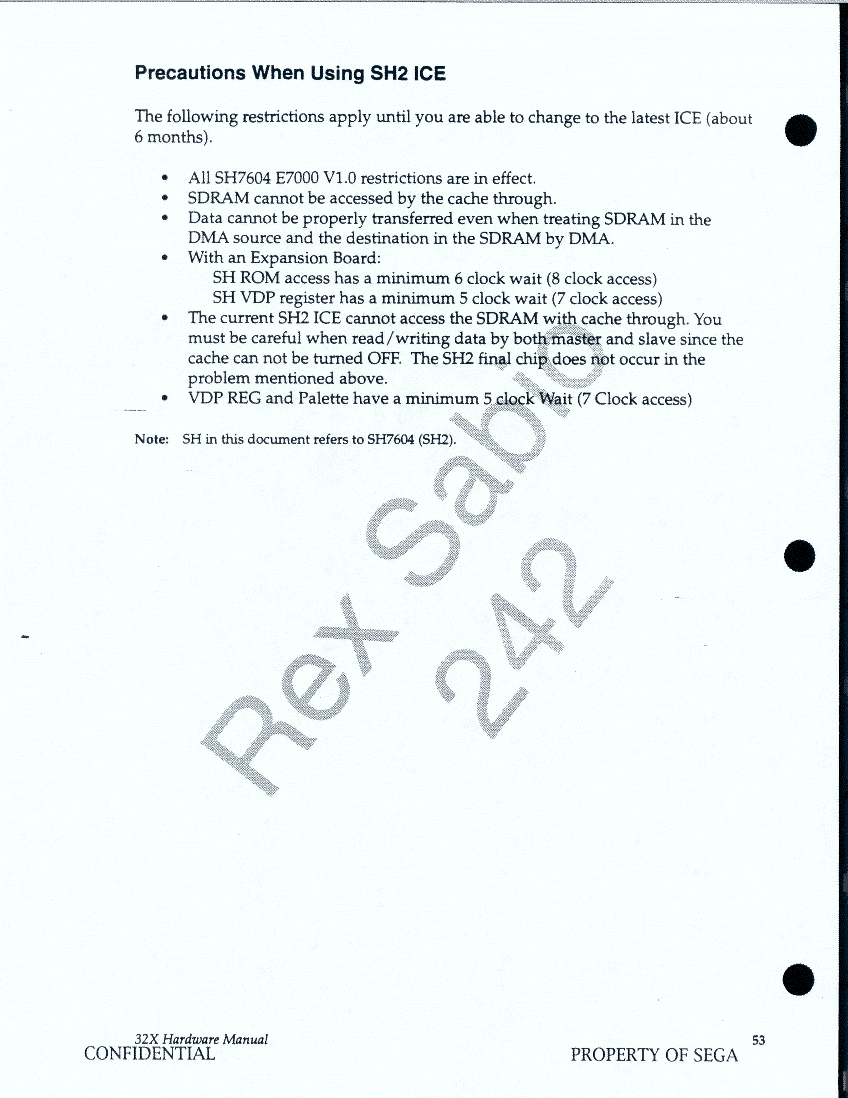 Precautions When Using SH2 ICE
The following restrictions apply until you are able to change to the latest ICE (about
6 months).
• All SH7604 E7000 V1.0 restrictions are in effect.
• SDRAM cannot be accessed by the cache through.
• Data cannot be properly transferred even when treating SDRAM in the
DMA source and the destination in the SDRAM by DMA.
• With an Expansion Board:
SH ROM access has a minimum 6 clock wait (8 clock access)
SH VDP register has a minimum 5 clock wait (7 clock access)
• The current SH2 ICE cannot access the SDRAM with cache through. You
must be careful when read/writing data by both master and slave since the
cache can not be turned OFF. The SH2 final chip does not occur in the
problem mentioned above.
• VDP REG and Palette have a minimum 5 clock Wait (7 Clock access)
Note: SH in this document refers to SH7604 (SH2).
Rex Sabio
242
32X Hardware Manual
53
CONFIDENTIAL
PROPERTY OF SEGA